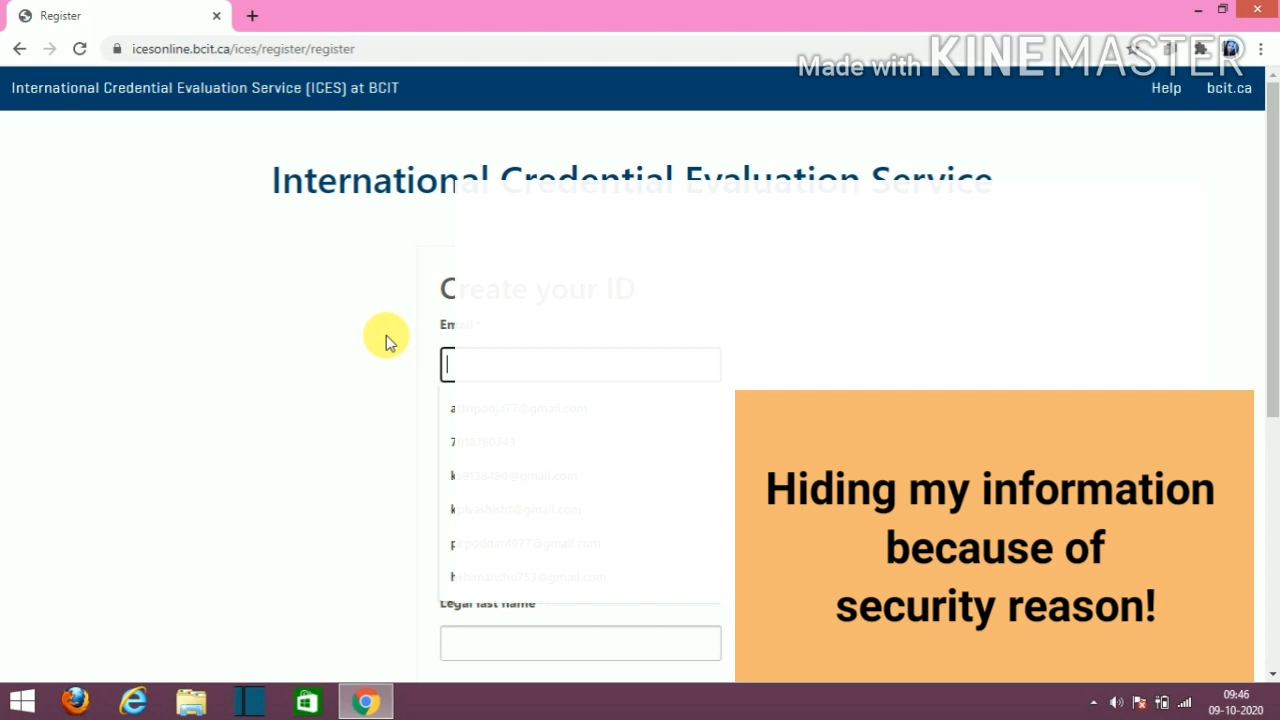 Register
icesonline.bcit.ca/ices/register/register
Made with KINEMASTER
International Credential Evaluation Service [ICES] at BCIT
Help bcit.ca
International Credential Evaluation Service
Create your ID
Email *
Legal last name
Hiding my information
because of
security reason!
09:46
09-10-2020